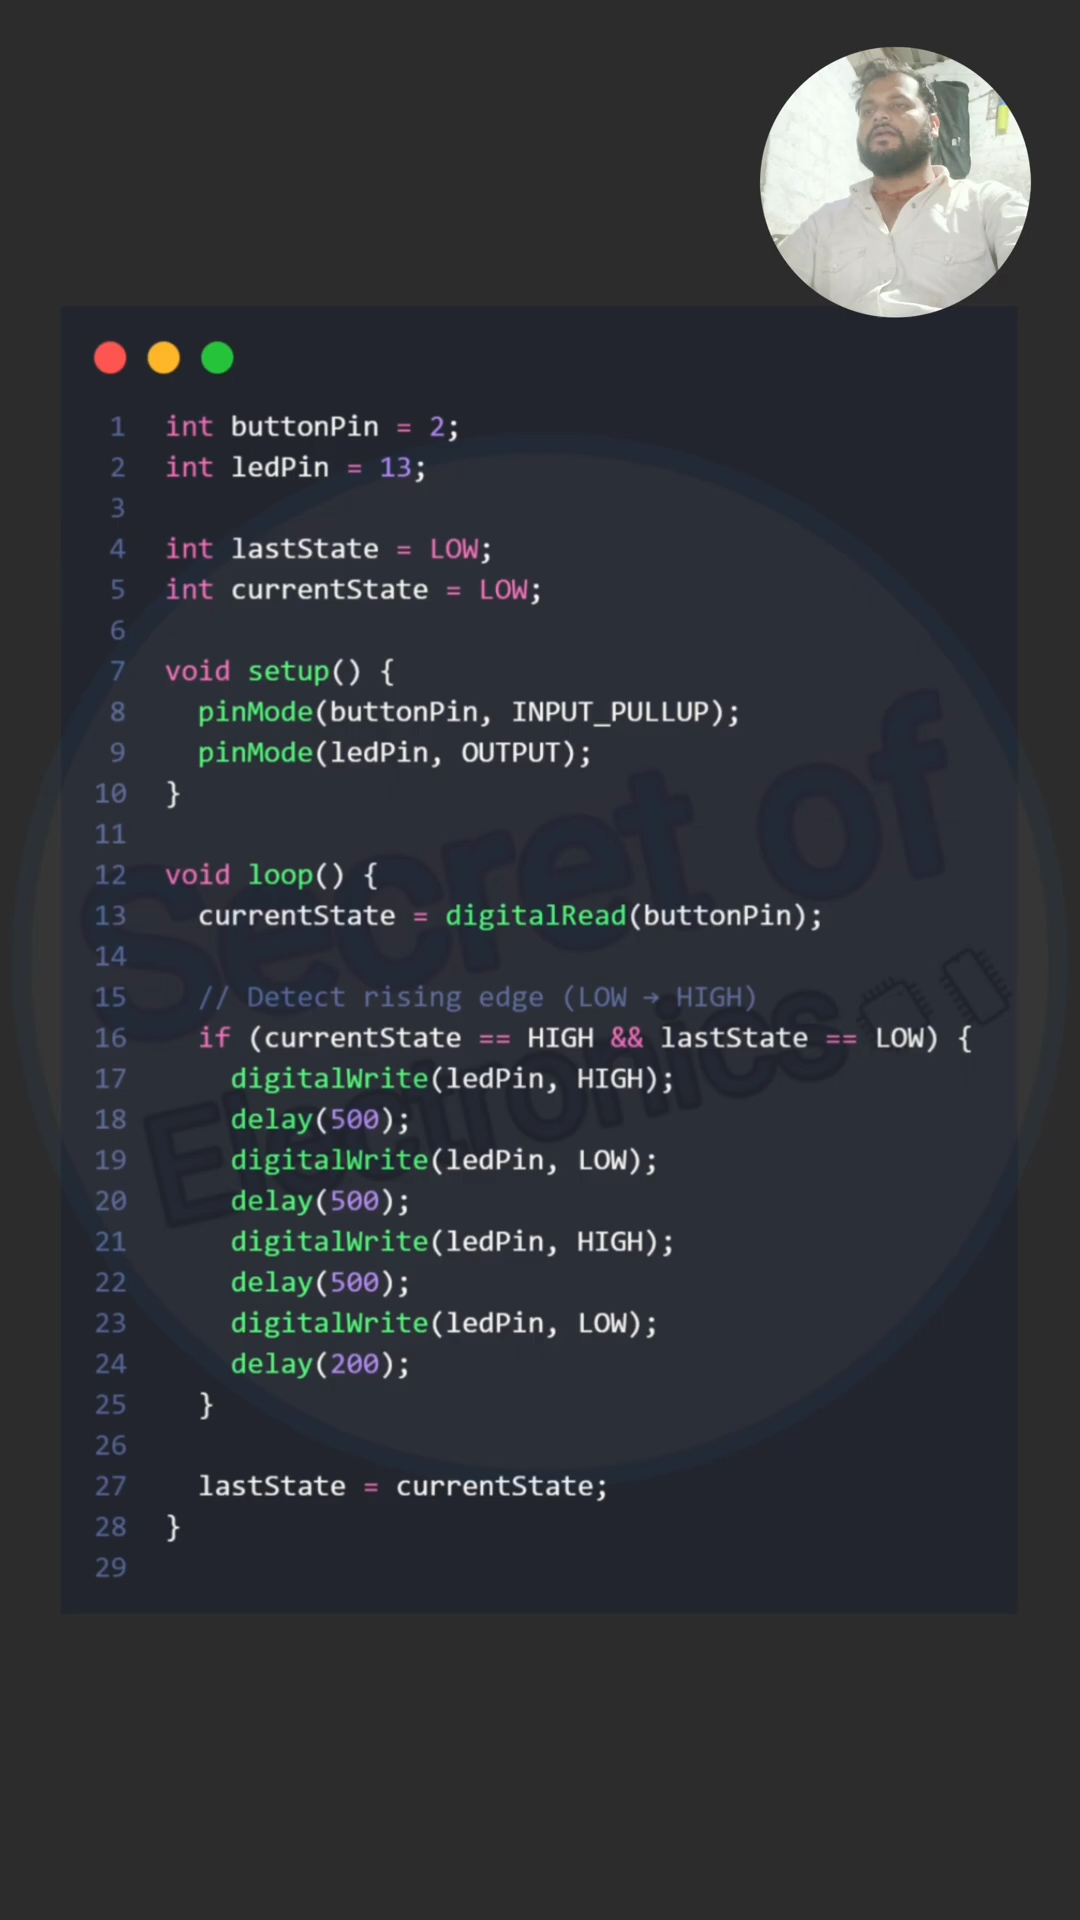 1 int buttonPin = 2;
2 int ledPin = 13;
3
4 int lastState = LOW;
5 int currentState = LOW;
6
7 void setup() {
8 pinMode(buttonPin, INPUT_PULLUP);
9 pinMode(ledPin, OUTPUT);
10 }
11
12 void loop() {
13 currentState = digitalRead(buttonPin);
14
15 // Detect rising edge (LOW → HIGH)
16 if (currentState == HIGH && lastState == LOW) {
17 digitalWrite(ledPin, HIGH);
18 delay(500);
19 digitalWrite(ledPin, LOW);
20 delay(500);
21 digitalWrite(ledPin, HIGH);
22 delay(500);
23 digitalWrite(ledPin, LOW);
24 delay(200);
25 }
26
27 lastState = currentState;
28 }
29
Secret of
Electronics